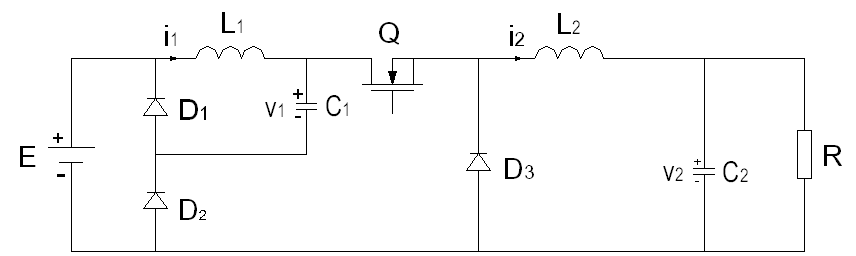 i1 L1 Q i2 L2
+
D1 v1 - C1
+
E
-
D3 v2 + - C2 R
D2